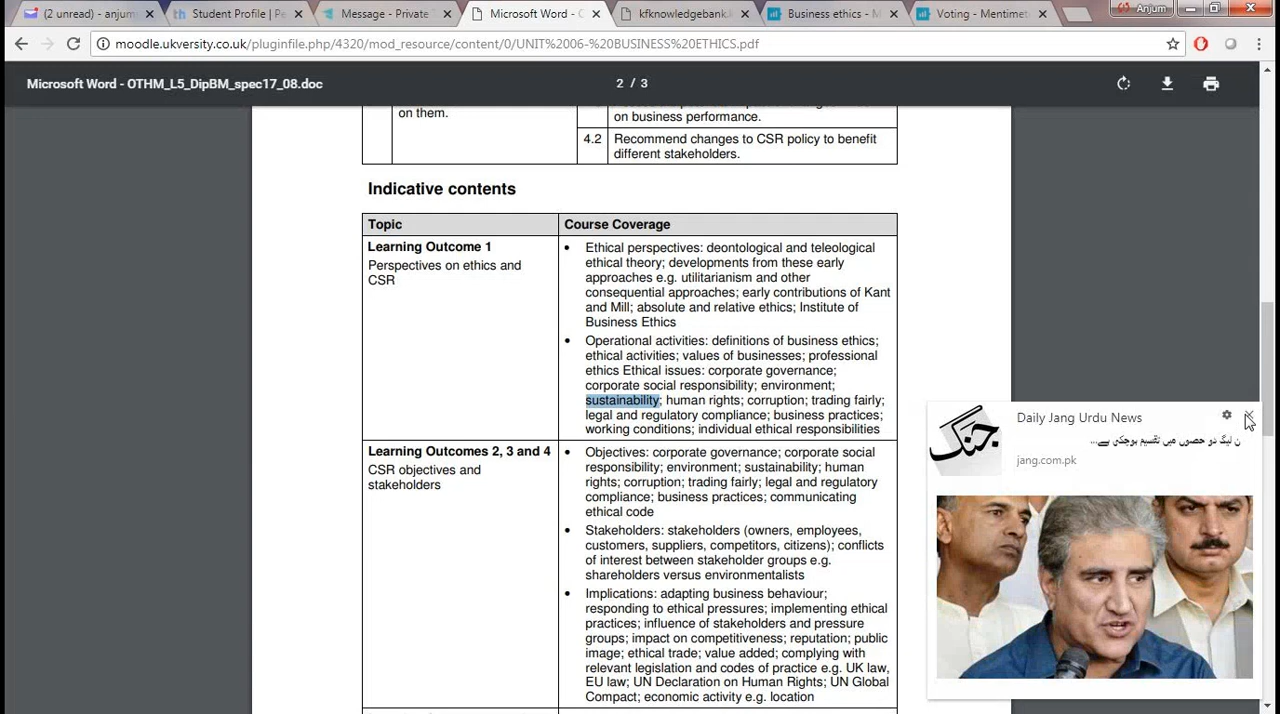 (2 unread) - anjum
Student Profile | Pe
Message - Private T
Microsoft Word - O
kfknowledgebank.k
Business ethics - M
Voting - Mentimet
Anjum
moodle.ukversity.co.uk/pluginfile.php/4320/mod_resource/content/0/UNIT%2006-%20BUSINESS%20ETHICS.pdf
Microsoft Word - OTHM_L5_DipBM_spec17_08.doc
2 / 3
on them.
on business performance.
4.2 Recommend changes to CSR policy to benefit
different stakeholders.
Indicative contents
Topic
Course Coverage
Learning Outcome 1
Perspectives on ethics and
CSR
• Ethical perspectives: deontological and teleological
ethical theory; developments from these early
approaches e.g. utilitarianism and other
consequential approaches; early contributions of Kant
and Mill; absolute and relative ethics; Institute of
Business Ethics
• Operational activities: definitions of business ethics;
ethical activities; values of businesses; professional
ethics Ethical issues: corporate governance;
corporate social responsibility; environment;
sustainability; human rights; corruption; trading fairly;
legal and regulatory compliance; business practices;
working conditions; individual ethical responsibilities
Learning Outcomes 2, 3 and 4
CSR objectives and
stakeholders
• Objectives: corporate governance; corporate social
responsibility; environment; sustainability; human
rights; corruption; trading fairly; legal and regulatory
compliance; business practices; communicating
ethical code
• Stakeholders: stakeholders (owners, employees,
customers, suppliers, competitors, citizens); conflicts
of interest between stakeholder groups e.g.
shareholders versus environmentalists
• Implications: adapting business behaviour;
responding to ethical pressures; implementing ethical
practices; influence of stakeholders and pressure
groups; impact on competitiveness; reputation; public
image; ethical trade; value added; complying with
relevant legislation and codes of practice e.g. UK law,
EU law; UN Declaration on Human Rights; UN Global
Compact; economic activity e.g. location
جنگ
Daily Jang Urdu News
ن لیگ دو حصوں میں تقسیم ہوچکی ہے...
jang.com.pk